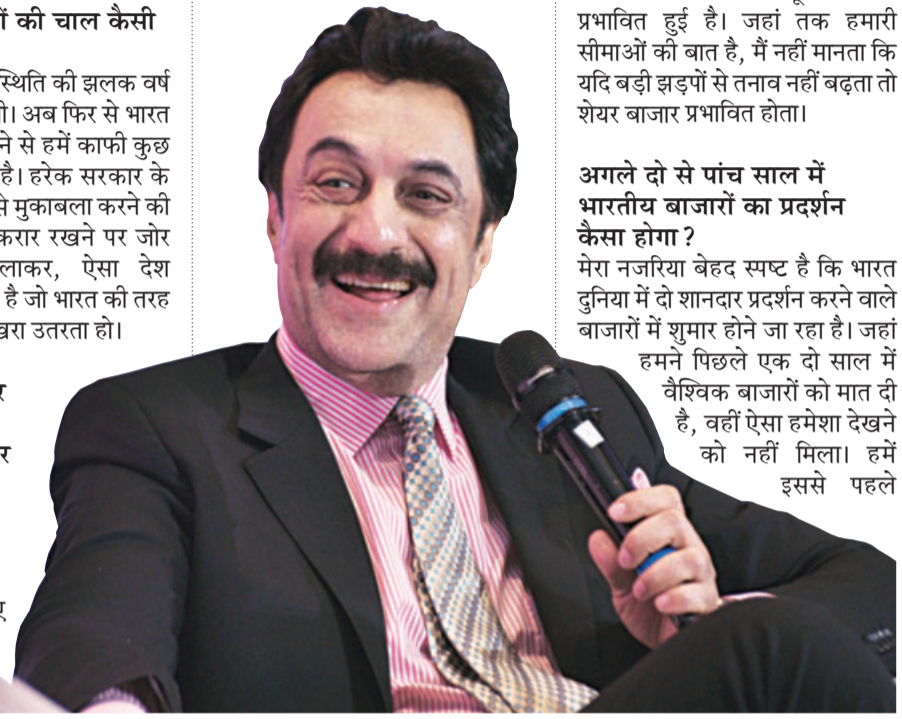 की चाल कैसी
स्थिति की झलक वर्ष
अब फिर से भारत
से हमें काफी कुछ
है। हरेक सरकार के
मुकाबला करने की
करार रखने पर जोर
लाकर, ऐसा देश
है जो भारत की तरह
उतरता हो।
प्रभावित हुई है। जहां तक हमारी
सीमाओं की बात है, मैं नहीं मानता कि
यदि बड़ी झड़पों से तनाव नहीं बढ़ता तो
शेयर बाजार प्रभावित होता।
अगले दो से पांच साल में
भारतीय बाजारों का प्रदर्शन
कैसा होगा?
मेरा नजरिया बेहद स्पष्ट है कि भारत
दुनिया में दो शानदार प्रदर्शन करने वाले
बाजारों में शुमार होने जा रहा है। जहां
हमने पिछले एक दो साल में
वैश्विक बाजारों को मात दी
है, वहीं ऐसा हमेशा देखने
को नहीं मिला। हमें
इससे पहले